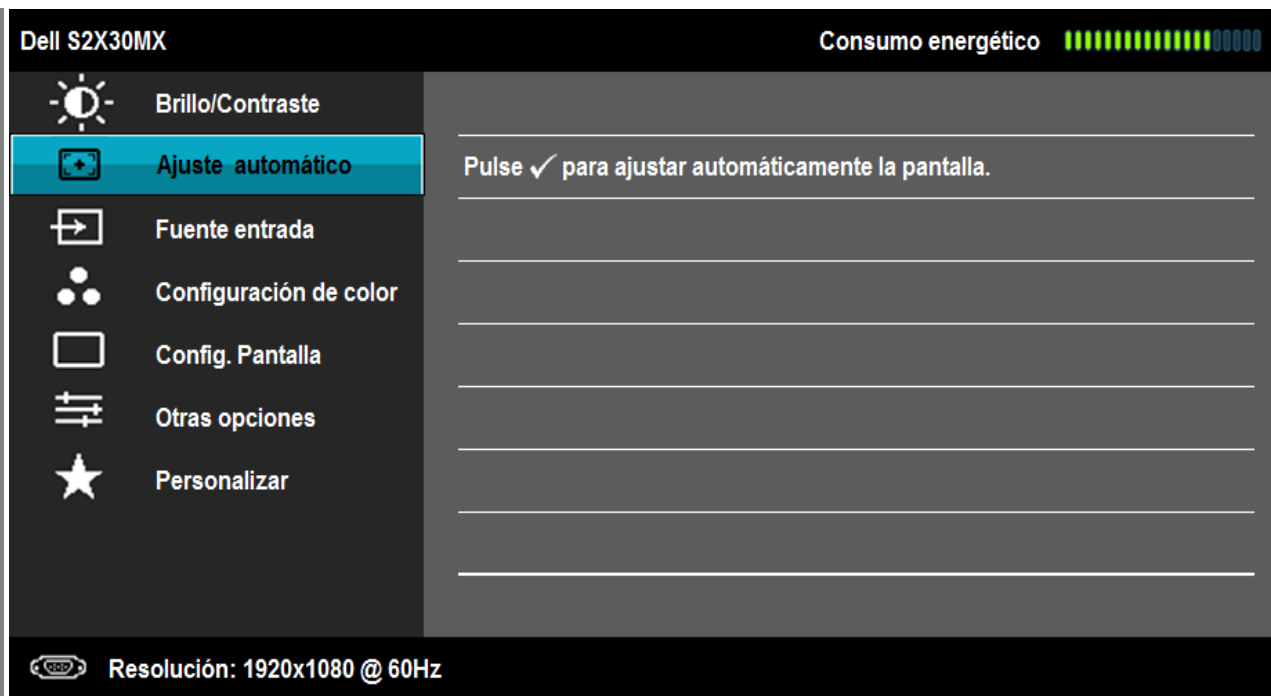 Dell S2X30MX
Consumo energético
Brillo/Contraste
Ajuste automático
Pulse ✓ para ajustar automáticamente la pantalla.
Fuente entrada
Configuración de color
Config. Pantalla
Otras opciones
Personalizar
Resolución: 1920x1080 @ 60Hz